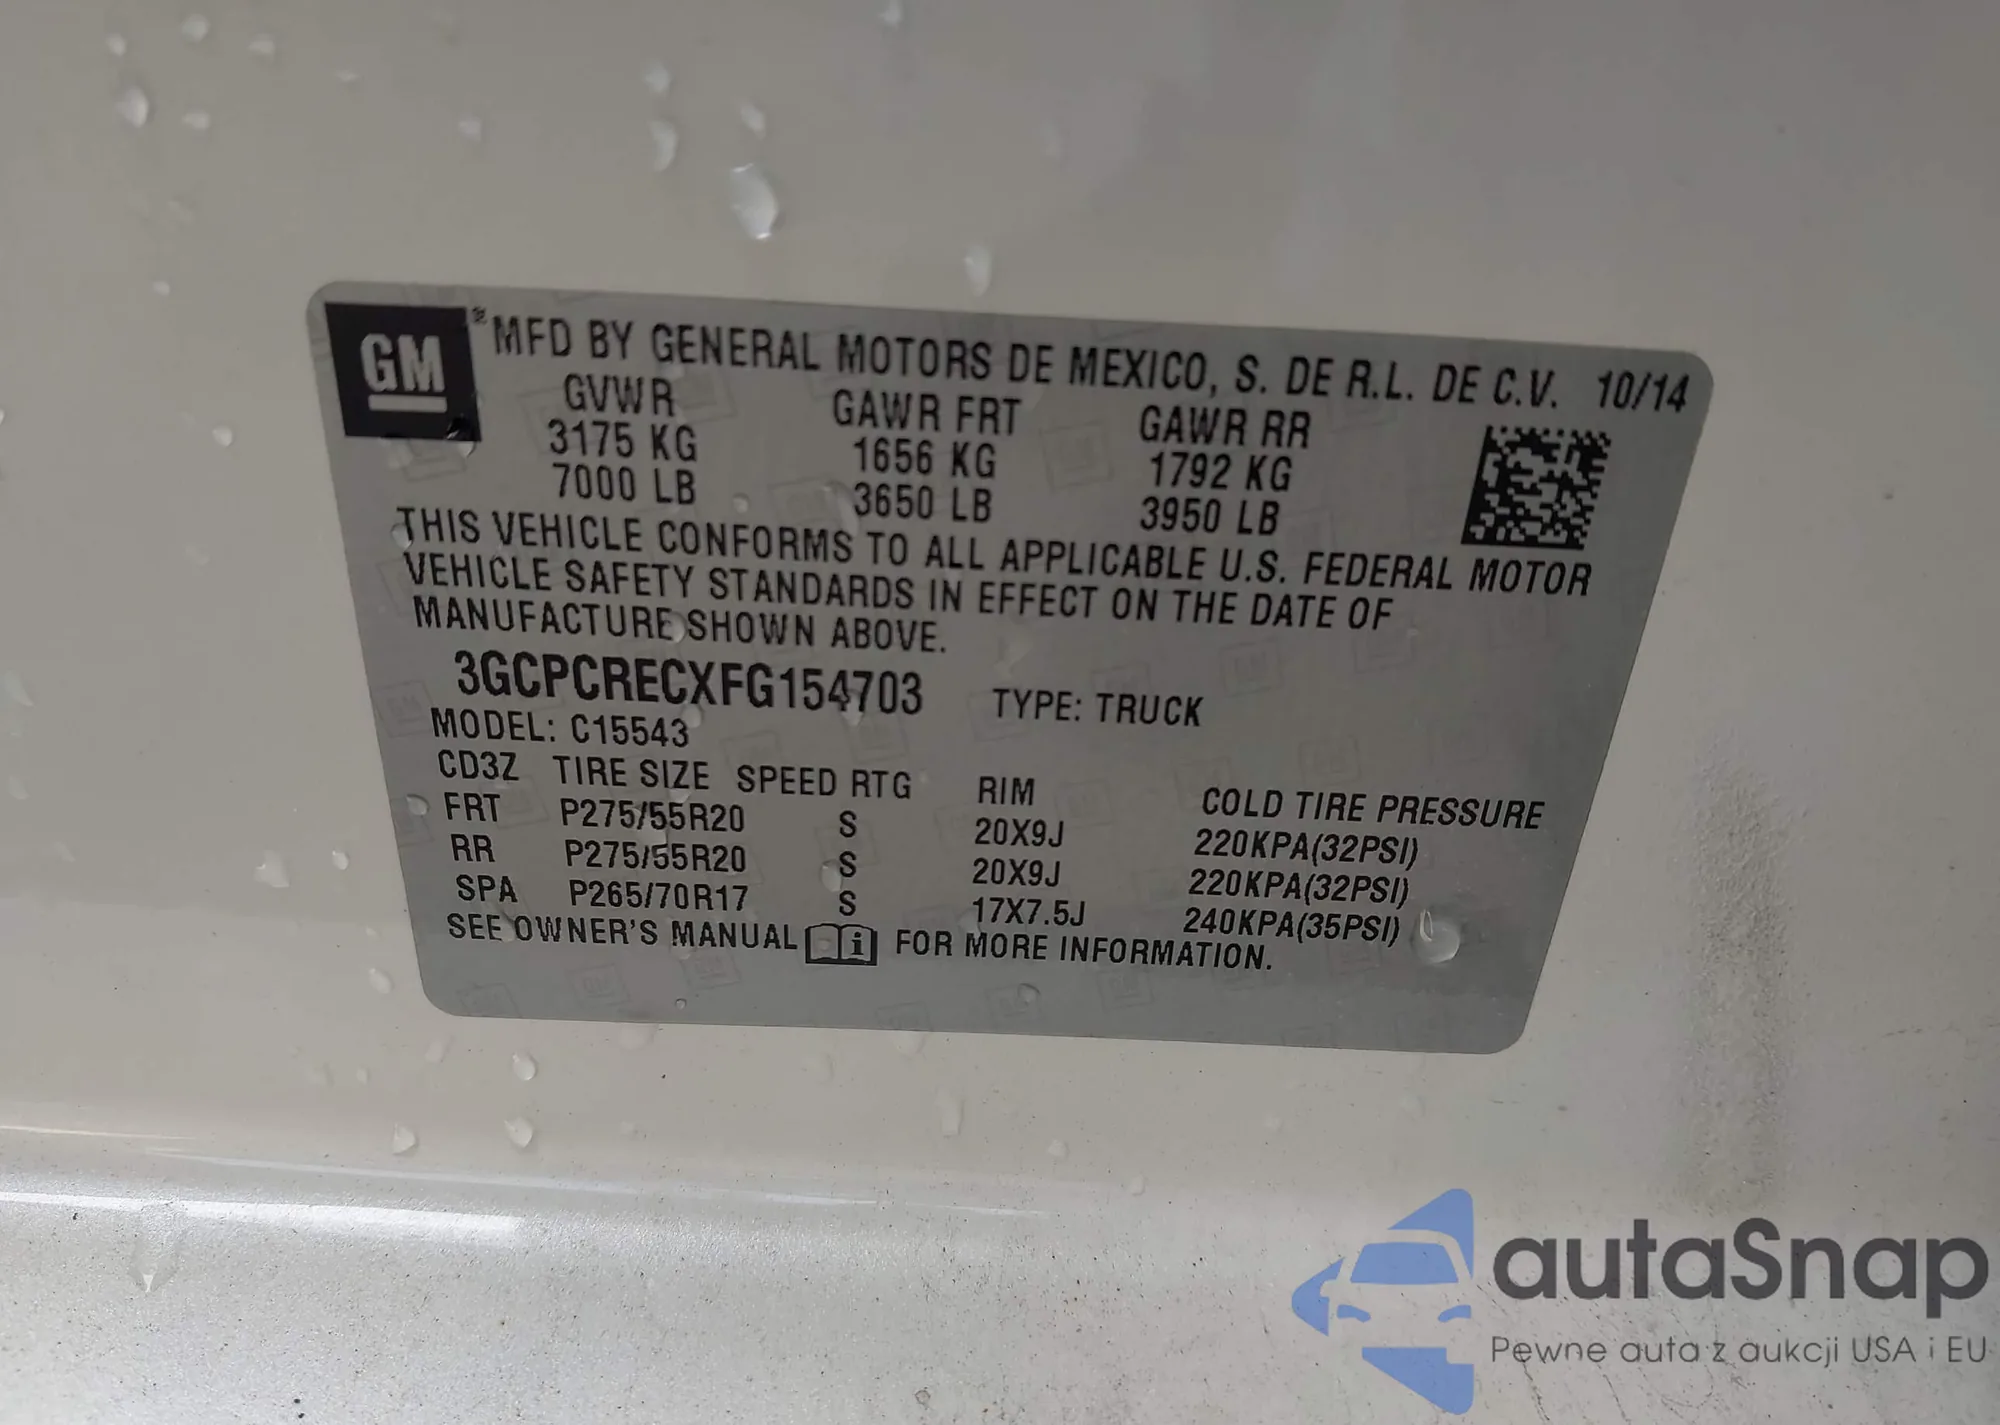 GM® MFD BY GENERAL MOTORS DE MEXICO, S. DE R.L. DE C.V. 10/14
GVWR GAWR FRT GAWR RR
3175 KG 1656 KG 1792 KG
7000 LB 3650 LB 3950 LB
THIS VEHICLE CONFORMS TO ALL APPLICABLE U.S. FEDERAL MOTOR
VEHICLE SAFETY STANDARDS IN EFFECT ON THE DATE OF
MANUFACTURE SHOWN ABOVE.
3GCPCRECXFG154703 TYPE: TRUCK
MODEL: C15543
CD3Z TIRE SIZE SPEED RTG RIM COLD TIRE PRESSURE
FRT P275/55R20 S 20X9J 220KPA(32PSI)
RR P275/55R20 S 20X9J 220KPA(32PSI)
SPA P265/70R17 S 17X7.5J 240KPA(35PSI)
SEE OWNER'S MANUAL i FOR MORE INFORMATION.
autaSnap
Pewne auta z aukcji USA i EU